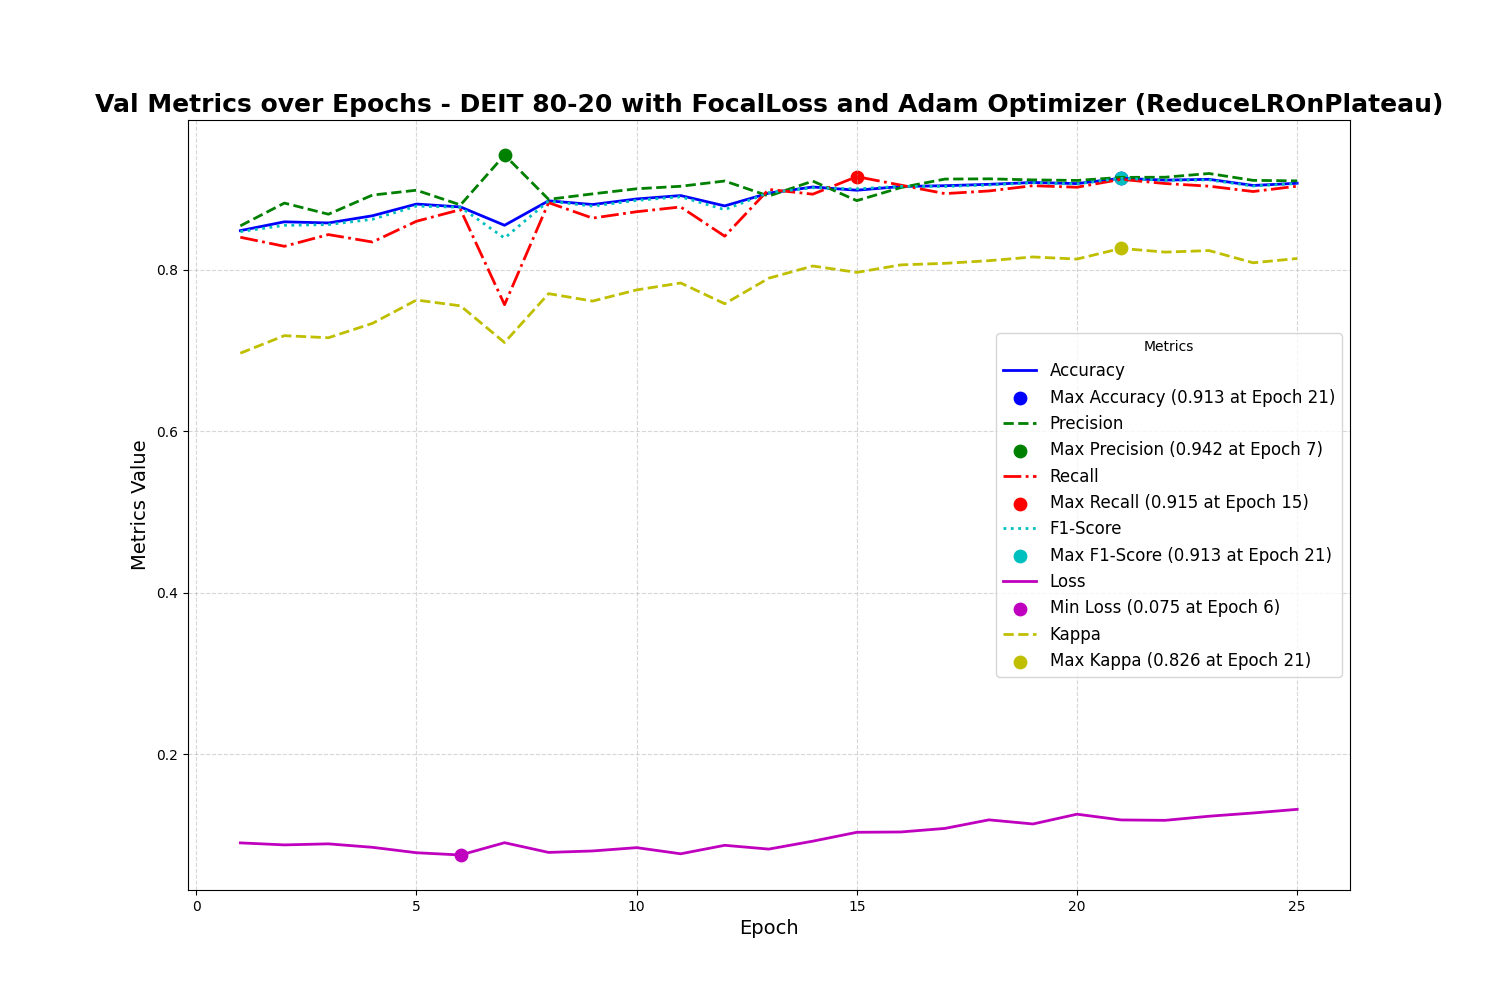 Val Metrics over Epochs - DEIT 80-20 with FocalLoss and Adam Optimizer (ReduceLROnPlateau)
Metrics Value
0.8
0.6
0.4
0.2
Metrics
Accuracy
Max Accuracy (0.913 at Epoch 21)
Precision
Max Precision (0.942 at Epoch 7)
Recall
Max Recall (0.915 at Epoch 15)
F1-Score
Max F1-Score (0.913 at Epoch 21)
Loss
Min Loss (0.075 at Epoch 6)
Kappa
Max Kappa (0.826 at Epoch 21)
0 5 10 15 20 25
Epoch